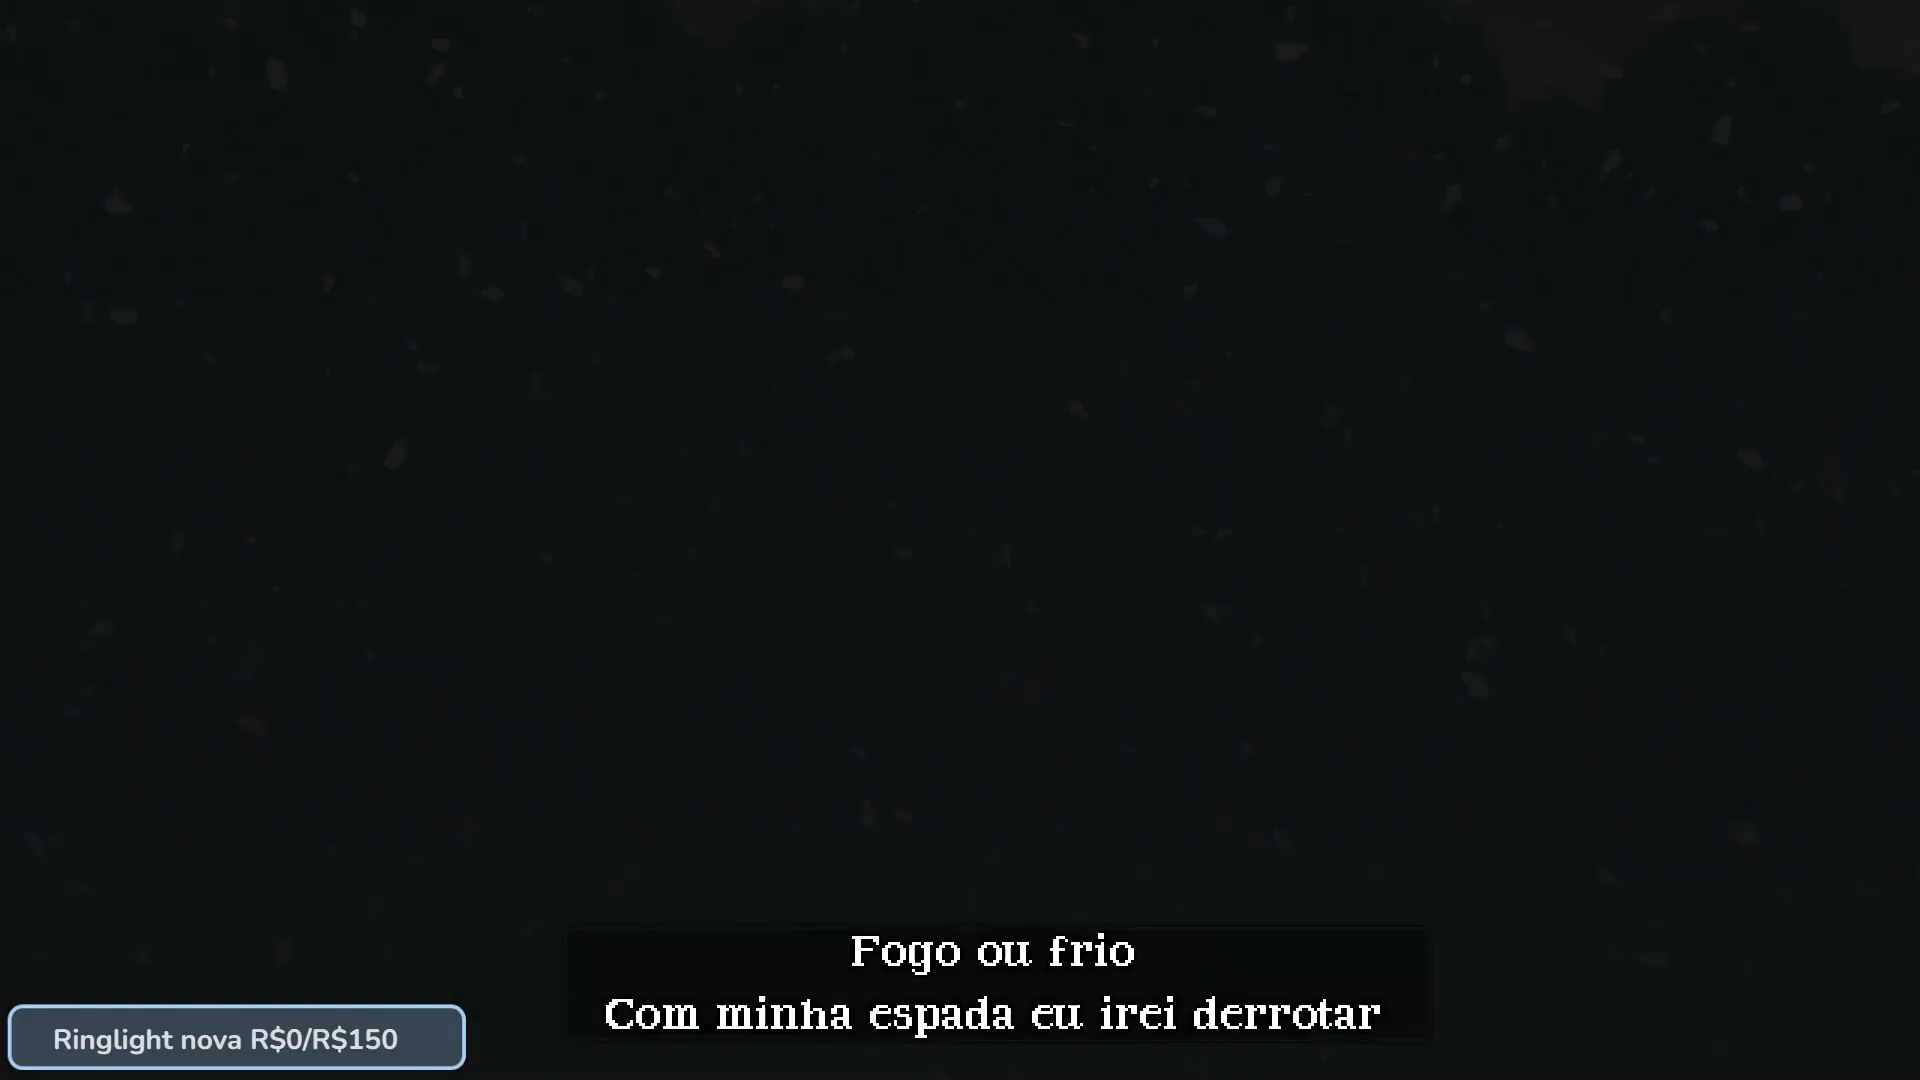 Fogo ou frio
Com minha espada eu irei derrotar
Ringlight nova R$0/R$150